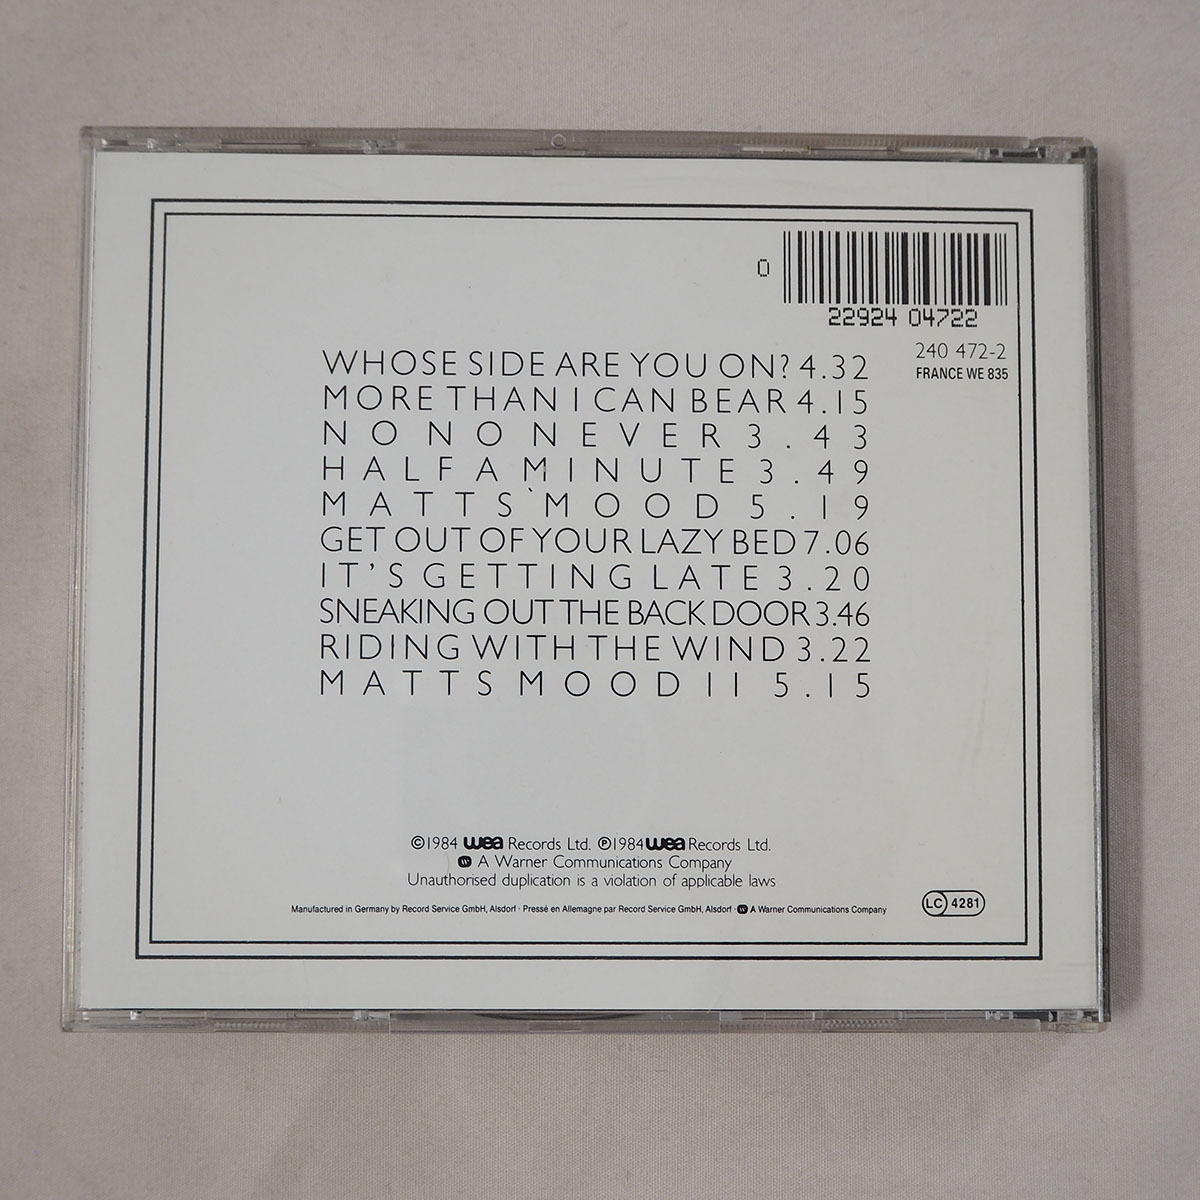 0
22924 04722
240 472-2
FRANCE WE 835
WHOSE SIDE ARE YOU ON? 4.32
MORE THAN I CAN BEAR 4.15
NO NO NEVER 3.43
HALF A MINUTE 3.49
MATTS` MOOD 5.19
GET OUT OF YOUR LAZY BED 7.06
IT'S GETTING LATE 3.20
SNEAKING OUT THE BACK DOOR 3.46
RIDING WITH THE WIND 3.22
MATTS MOOD II 5.15
©1984 wea Records Ltd. ℗1984 wea Records Ltd.
A Warner Communications Company
Unauthorised duplication is a violation of applicable laws
Manufactured in Germany by Record Service GmbH, Alsdorf · Pressé en Allemagne par Record Service GmbH, Alsdorf · A Warner Communications Company
LC 4281